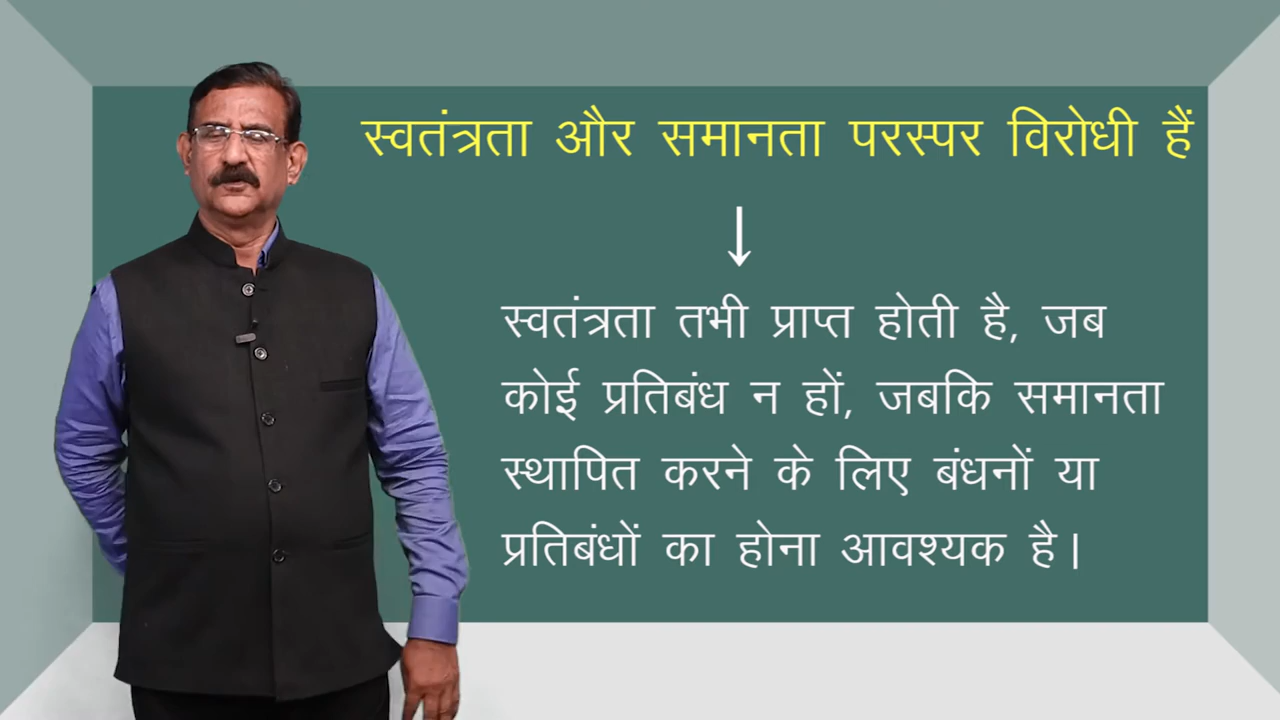 स्वतंत्रता और समानता परस्पर विरोधी हैं
↓
स्वतंत्रता तभी प्राप्त होती है, जब
कोई प्रतिबंध न हों, जबकि समानता
स्थापित करने के लिए बंधनों या
प्रतिबंधों का होना आवश्यक है।